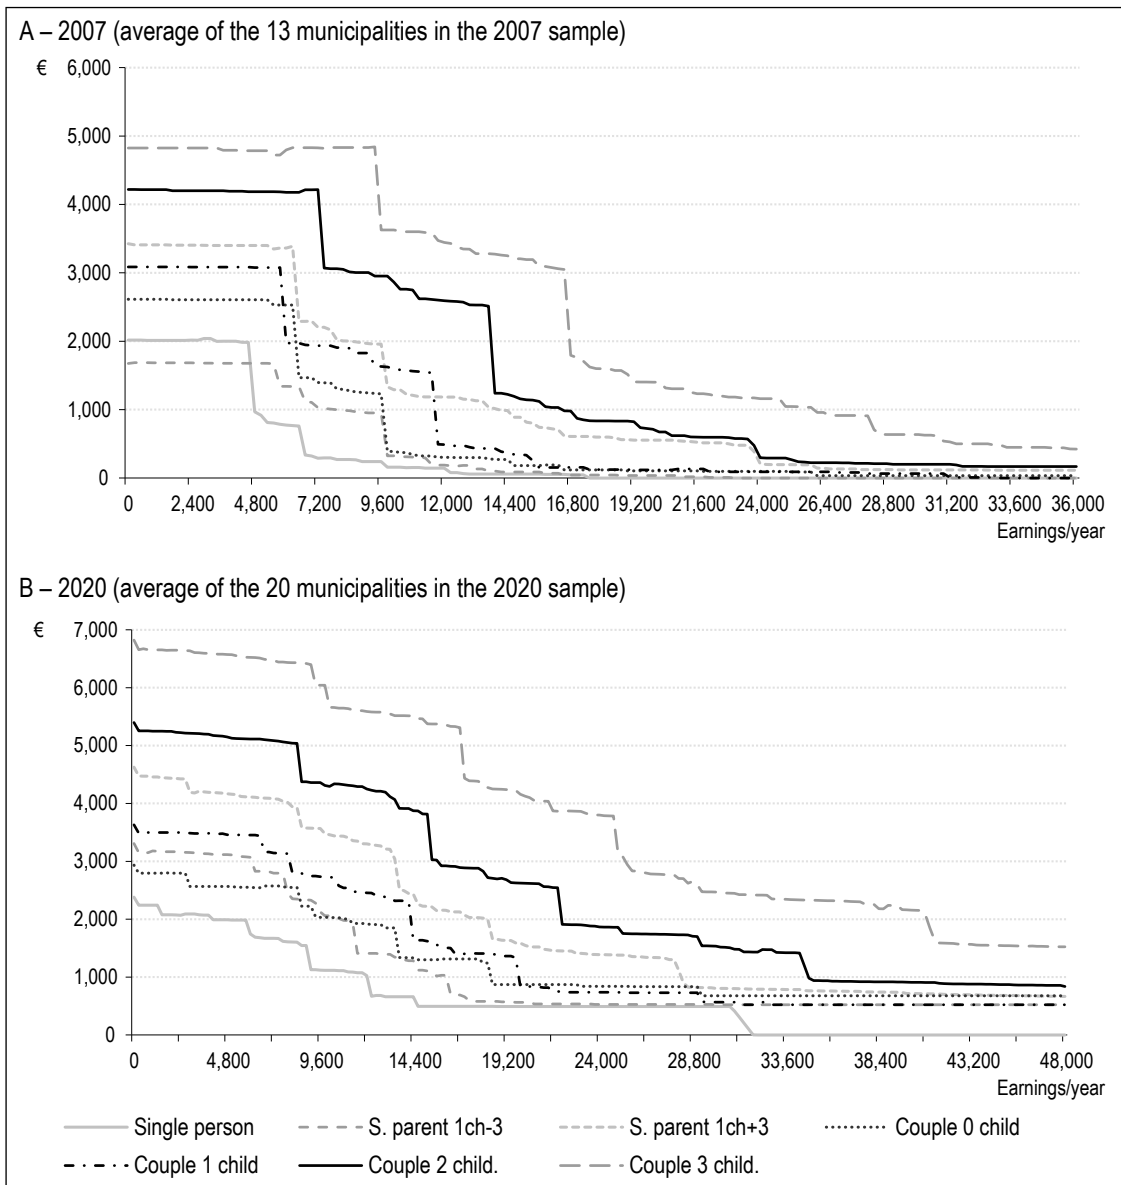 A – 2007 (average of the 13 municipalities in the 2007 sample)
€ 6,000
5,000
4,000
3,000
2,000
1,000
0
0 2,400 4,800 7,200 9,600 12,000 14,400 16,800 19,200 21,600 24,000 26,400 28,800 31,200 33,600 36,000
Earnings/year
B – 2020 (average of the 20 municipalities in the 2020 sample)
€ 7,000
6,000
5,000
4,000
3,000
2,000
1,000
0
0 4,800 9,600 14,400 19,200 24,000 28,800 33,600 38,400 43,200 48,000
Earnings/year
Single person S. parent 1ch-3 S. parent 1ch+3 Couple 0 child
Couple 1 child Couple 2 child. Couple 3 child.